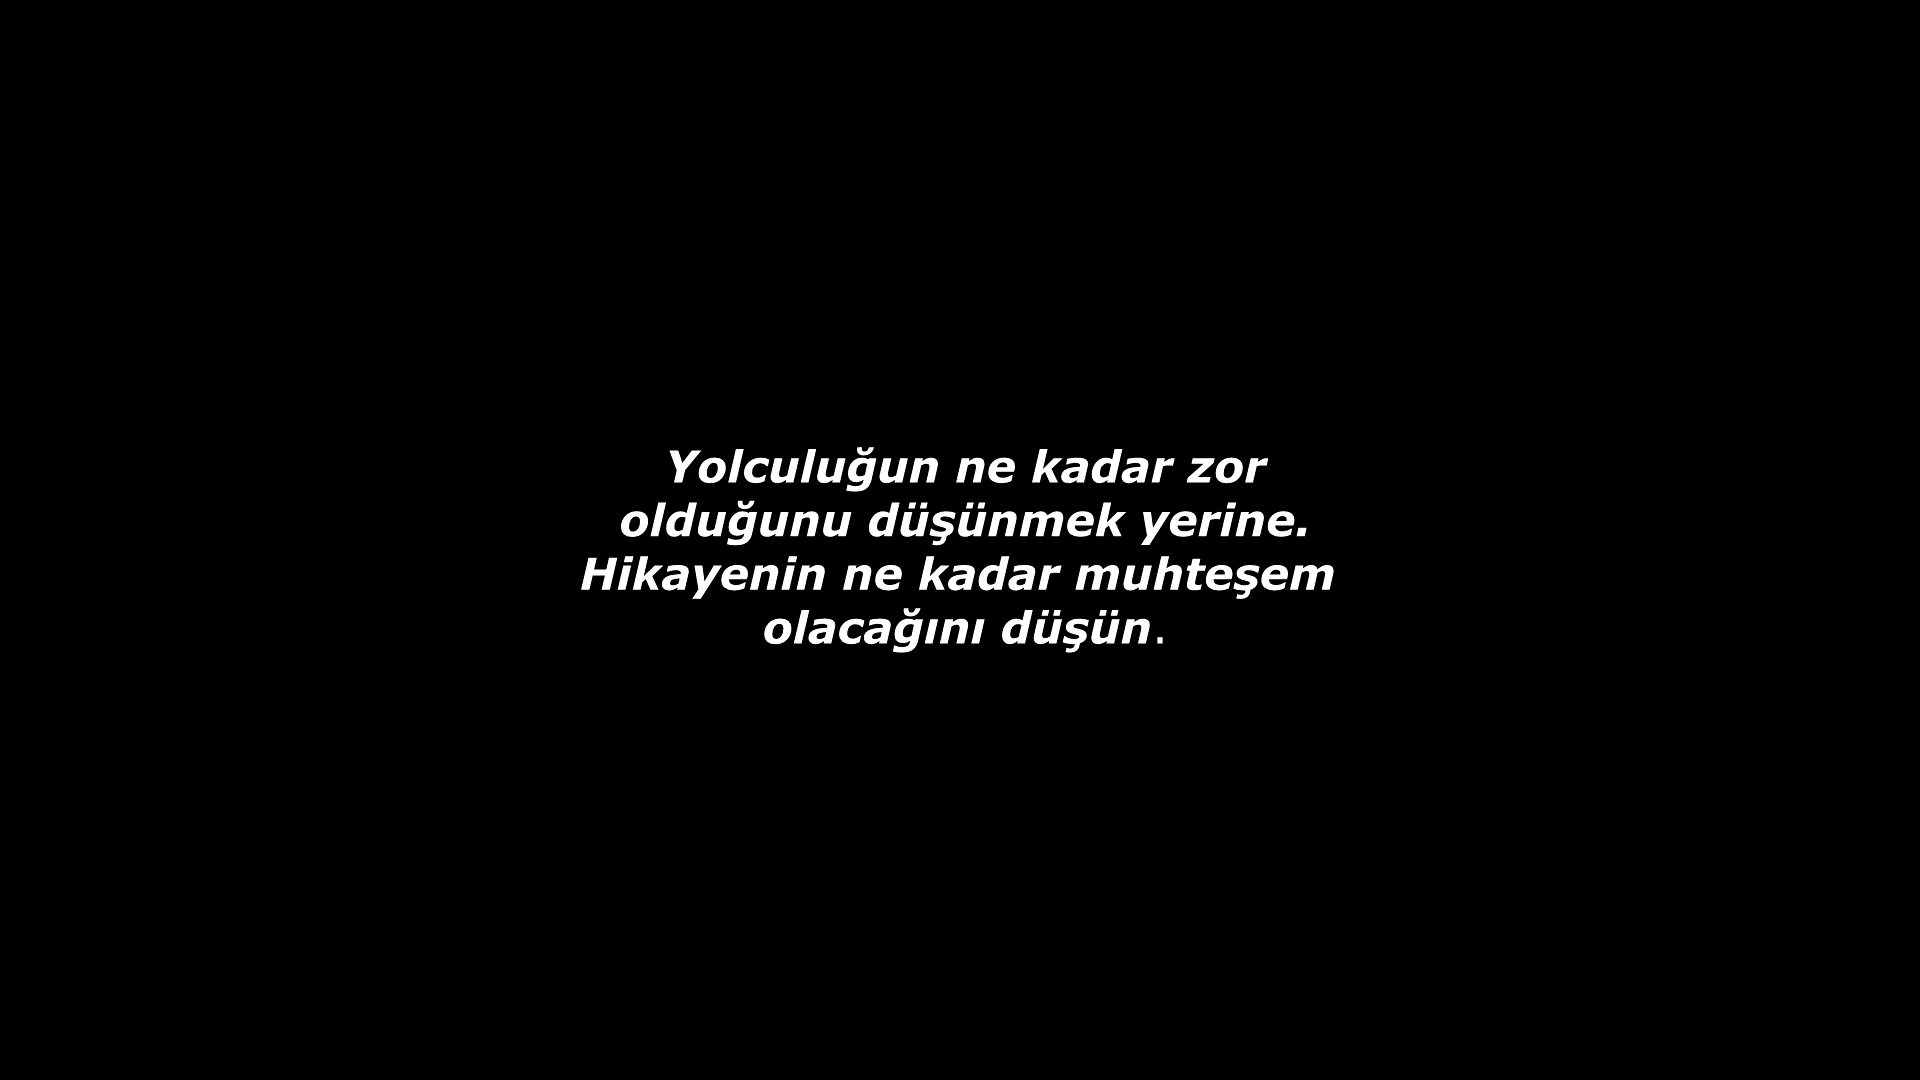 Yolculuğun ne kadar zor
olduğunu düşünmek yerine.
Hikayenin ne kadar muhteşem
olacağını düşün.